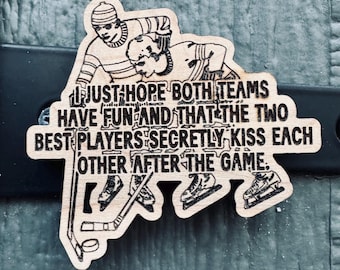 I JUST HOPE BOTH TEAMS
HAVE FUN AND THAT THE TWO
BEST PLAYERS SECRETLY KISS EACH
OTHER AFTER THE GAME.